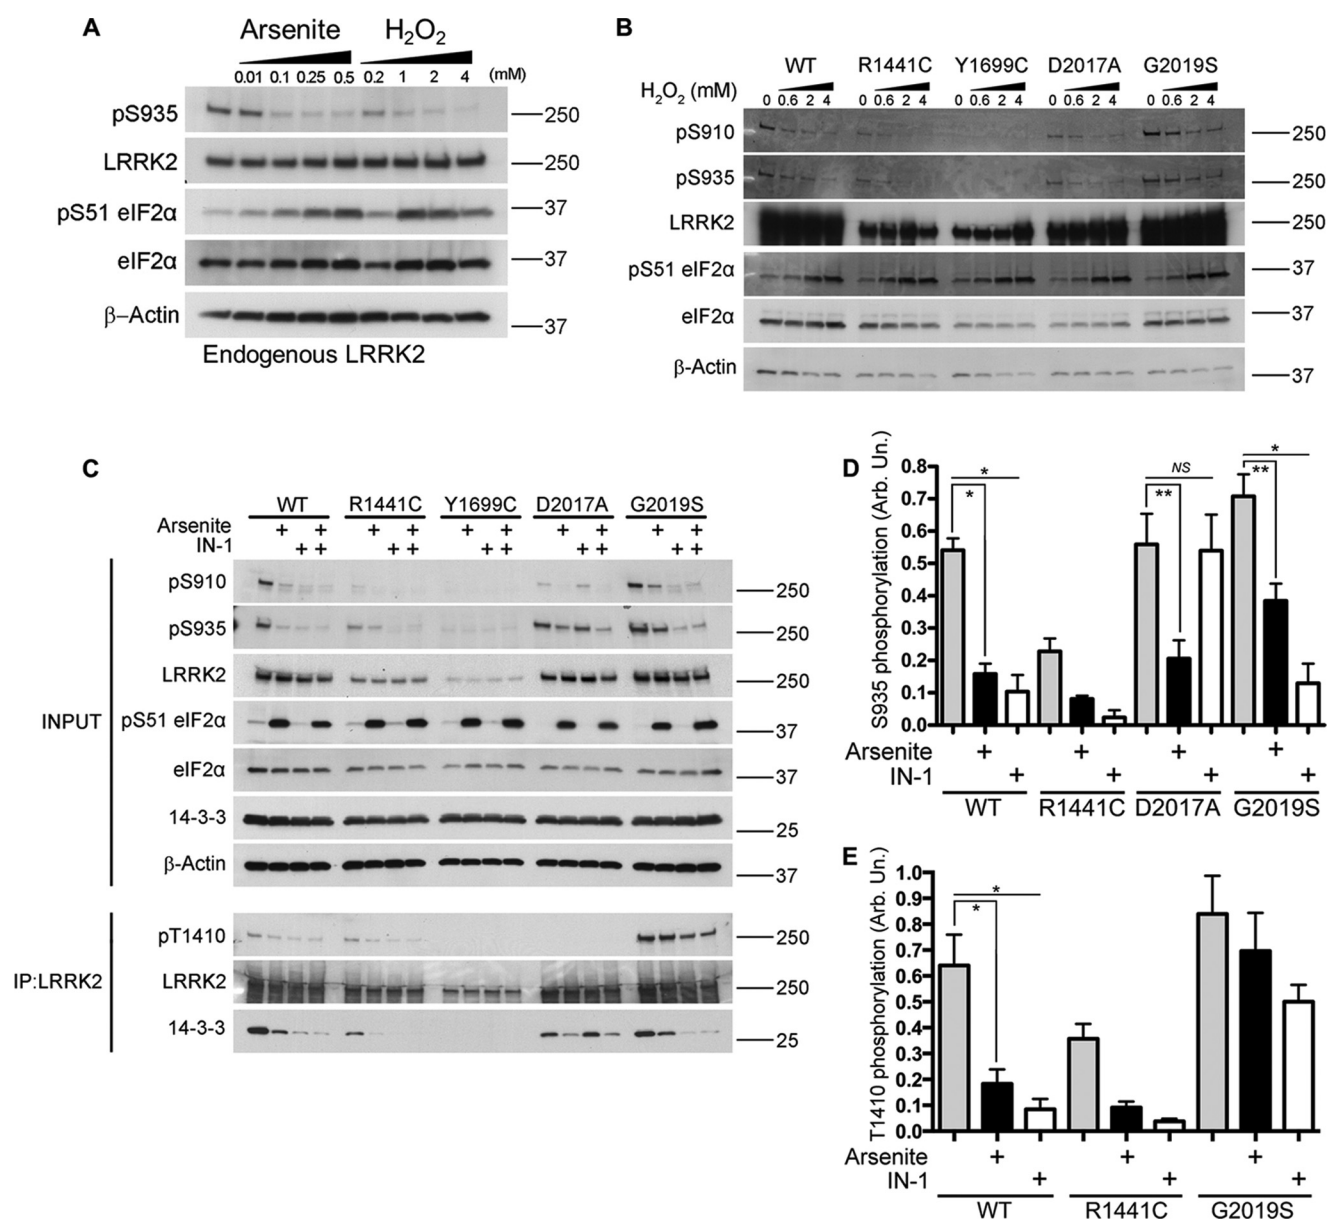 A
Arsenite H₂O₂
0.01 0.1 0.25 0.5 0.2 1 2 4 (mM)
pS935 250
LRRK2 250
pS51 eIF2α 37
eIF2α 37
β–Actin 37
Endogenous LRRK2
B
WT R1441C Y1699C D2017A G2019S
H₂O₂ (mM) 0 0.6 2 4 0 0.6 2 4 0 0.6 2 4 0 0.6 2 4 0 0.6 2 4
pS910 250
pS935 250
LRRK2 250
pS51 eIF2α 37
eIF2α 37
β-Actin 37
C
WT R1441C Y1699C D2017A G2019S
Arsenite + + + + + + + + + +
IN-1 + + + + + + + + + +
INPUT
pS910 250
pS935 250
LRRK2 250
pS51 eIF2α 37
eIF2α 37
14-3-3 25
β-Actin 37
IP:LRRK2
pT1410 250
LRRK2 250
14-3-3 25
D
S935 phosphorylation (Arb. Un.)
0.8
0.7
0.6
0.5
0.4
0.3
0.2
0.1
0.0
* NS *
* ** **
Arsenite + + + +
IN-1 + + + +
WT R1441C D2017A G2019S
E
T1410 phosphorylation (Arb. Un.)
1.0
0.9
0.8
0.7
0.6
0.5
0.4
0.3
0.2
0.1
0.0
*
*
Arsenite + + +
IN-1 + + +
WT R1441C G2019S